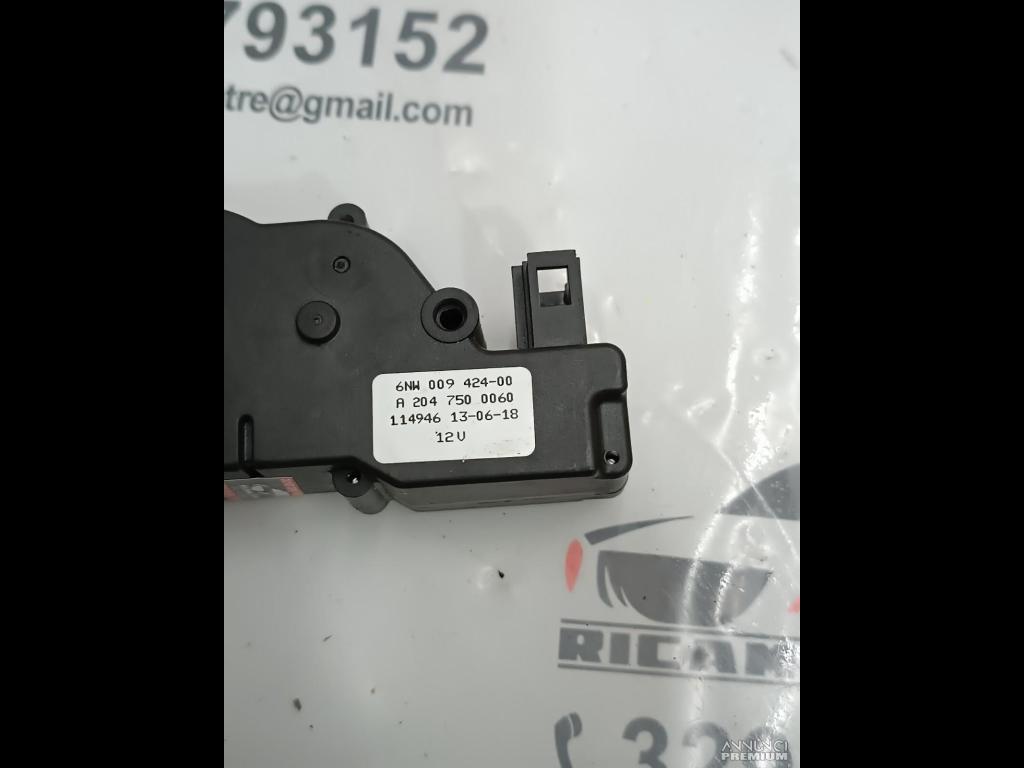 793152
tre@gmail.com
6NW 009 424-00
A 204 750 0060
114946 13-06-18
12V
RICAM
320
ANNUNCI
PREMIUM